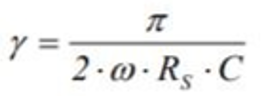 γ = π / (2 · ω · R_S · C)